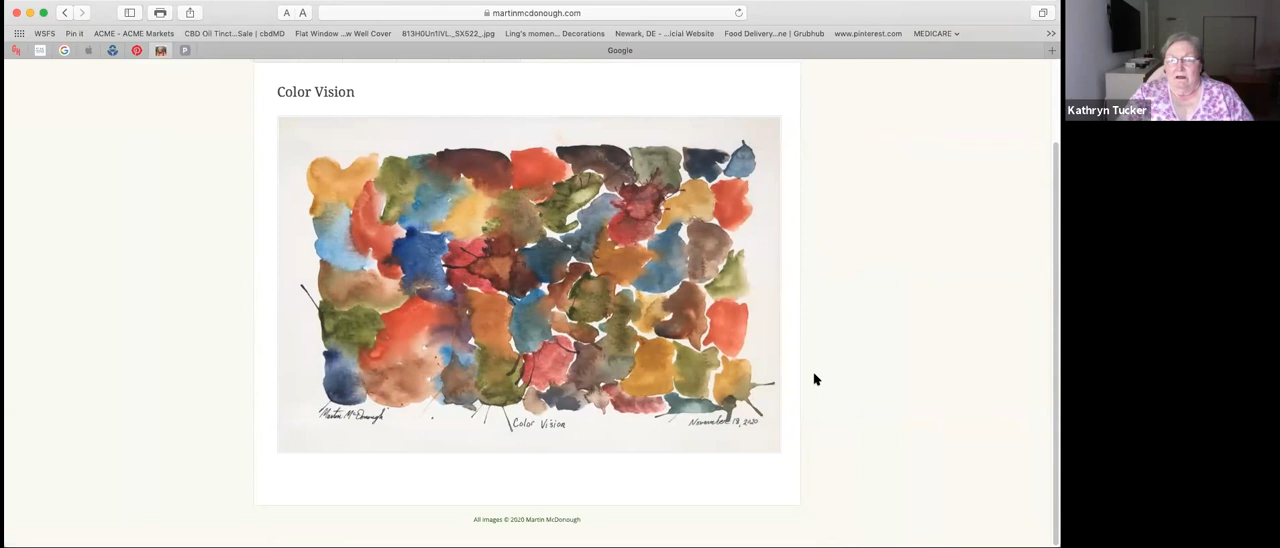 A A
martinmcdonough.com
WSFS Pin it ACME - ACME Markets CBD Oil Tinct...Sale | cbdMD Flat Window ...w Well Cover 813H0Un1IVL._SX522_.jpg Ling's momen... Decorations Newark, DE - ...icial Website Food Delivery...ne | Grubhub www.pinterest.com MEDICARE
Google
Kathryn Tucker
Color Vision
Martin McDonough
Color Vision
November 19, 2020
All images © 2020 Martin McDonough